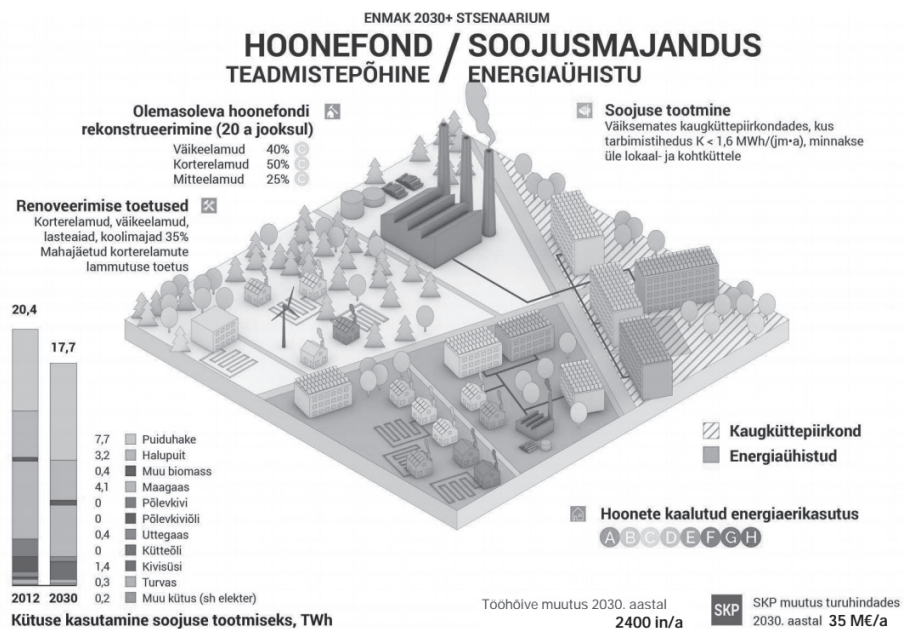 ENMAK 2030+ STSENAARIUM
HOONEFOND / SOOJUSMAJANDUS
TEADMISTEPÕHINE / ENERGIAÜHISTU
Olemasoleva hoonefondi
rekonstrueerimine (20 a jooksul)
Väikeelamud 40% C
Korterelamud 50% C
Mitteelamud 25% C
Renoveerimise toetused
Korterelamud, väikeelamud,
lasteaiad, koolimajad 35%
Mahajäetud korterelamute
lammutuse toetus
Soojuse tootmine
Väiksemates kaugküttepiirkondades, kus
tarbimistihedus K < 1,6 MWh/(jm•a), minnakse
üle lokaal- ja kohtküttele
20,4
17,7
7,7 Puiduhake
3,2 Halupuit
0,4 Muu biomass
4,1 Maagaas
0 Põlevkivi
0 Põlevkiviõli
0,4 Uttegaas
0 Kütteõli
1,4 Kivisüsi
0,3 Turvas
0,2 Muu kütus (sh elekter)
2012 2030
Kütuse kasutamine soojuse tootmiseks, TWh
Kaugküttepiirkond
Energiaühistud
Hoonete kaalutud energiaerikasutus
A B C D E F G H
Tööhõive muutus 2030. aastal
2400 in/a
SKP
SKP muutus turuhindades
2030. aastal 35 M€/a